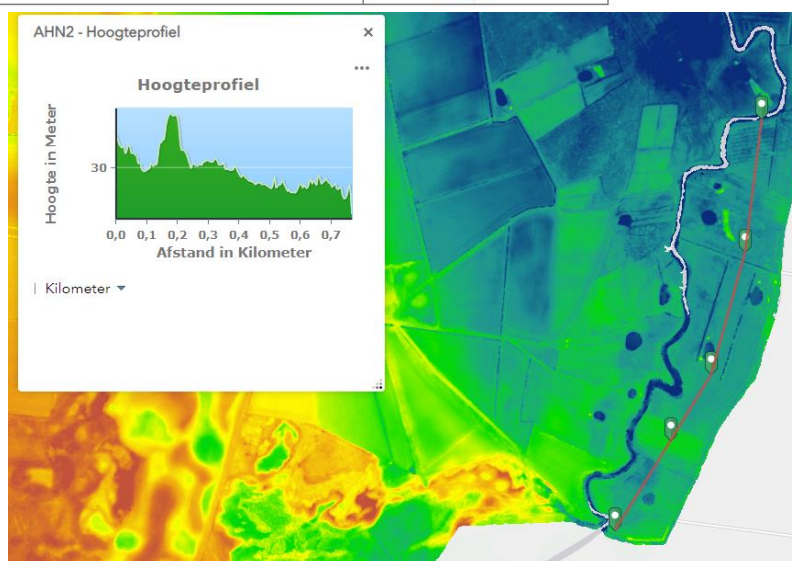 AHN2 - Hoogteprofiel ×
Hoogteprofiel
Hoogte in Meter
30
0,0 0,1 0,2 0,3 0,4 0,5 0,6 0,7
Afstand in Kilometer
| Kilometer